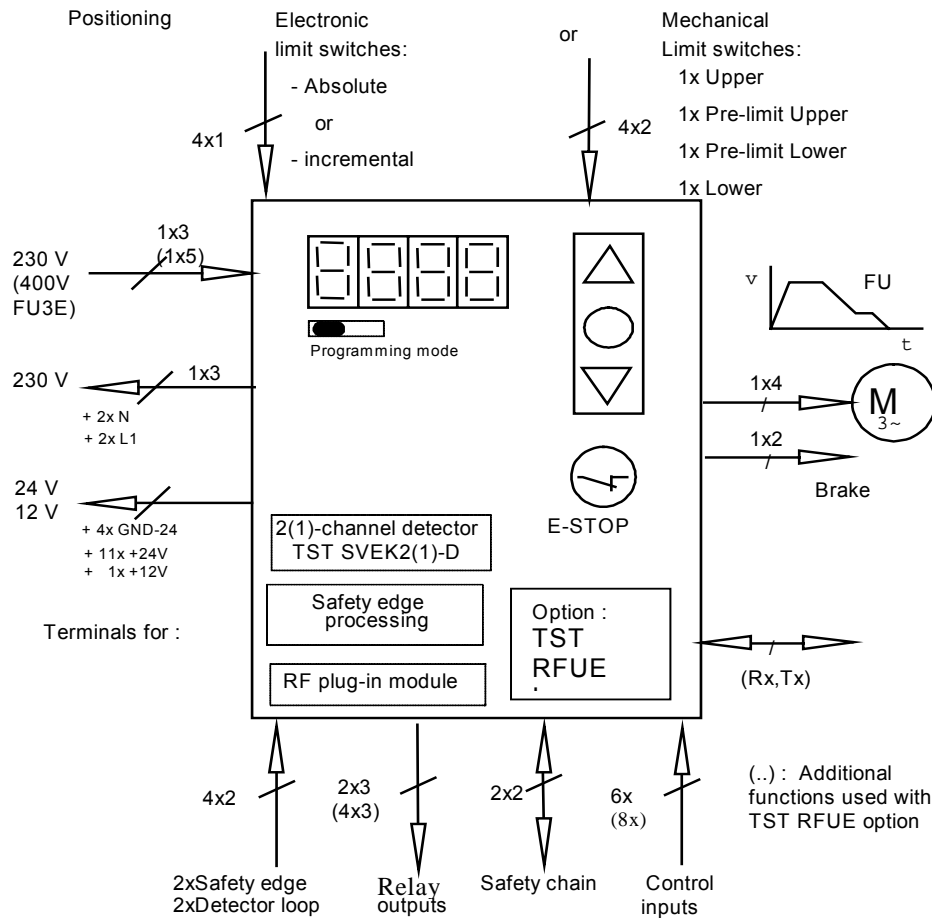 Positioning
Electronic
limit switches:
- Absolute
or
- incremental
4x1
or
4x2
Mechanical
Limit switches:
1x Upper
1x Pre-limit Upper
1x Pre-limit Lower
1x Lower
230 V
(400V
FU3E)
1x3
(1x5)
Programming mode
v
FU
t
230 V
1x3
+ 2x N
+ 2x L1
1x4
M
3~
1x2
Brake
24 V
12 V
+ 4x GND-24
+ 11x +24V
+ 1x +12V
E-STOP
2(1)-channel detector
TST SVEK2(1)-D
Safety edge
processing
RF plug-in module
Option :
TST
RFUE
.
Terminals for :
(Rx,Tx)
4x2
2x3
(4x3)
2x2
6x
(8x)
(..) : Additional
functions used with
TST RFUE option
2xSafety edge
2xDetector loop
Relay
outputs
Safety chain
Control
inputs